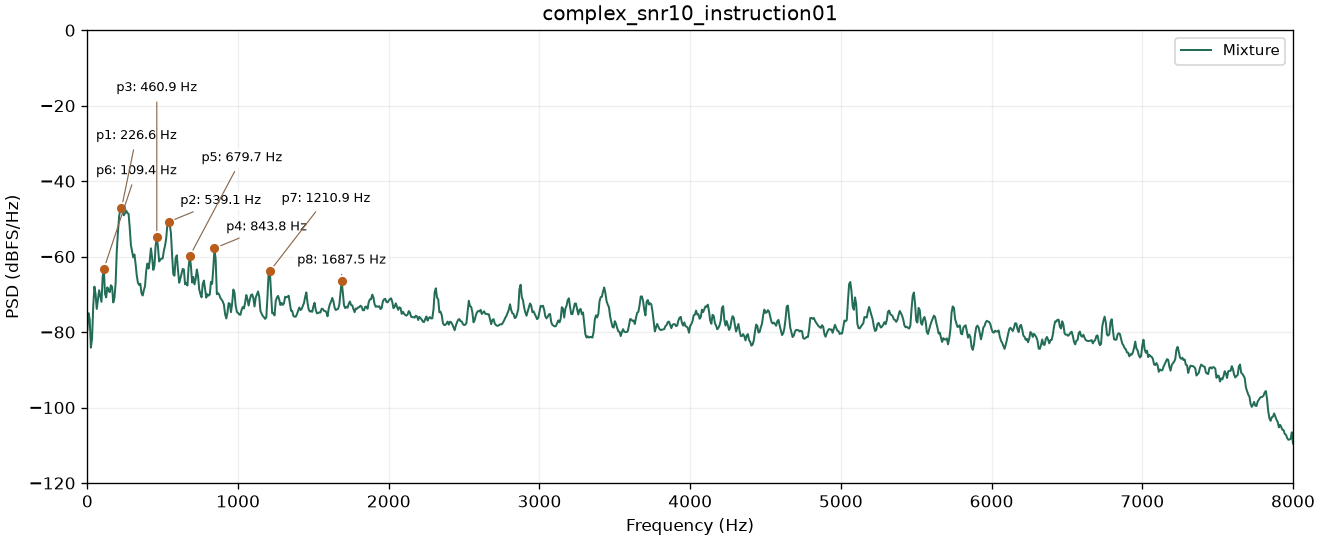 complex_snr10_instruction01
Mixture
p3: 460.9 Hz
p1: 226.6 Hz
p5: 679.7 Hz
p6: 109.4 Hz
p2: 539.1 Hz
p7: 1210.9 Hz
p4: 843.8 Hz
p8: 1687.5 Hz
PSD (dBFS/Hz)
0
−20
−40
−60
−80
−100
−120
0
1000
2000
3000
4000
5000
6000
7000
8000
Frequency (Hz)